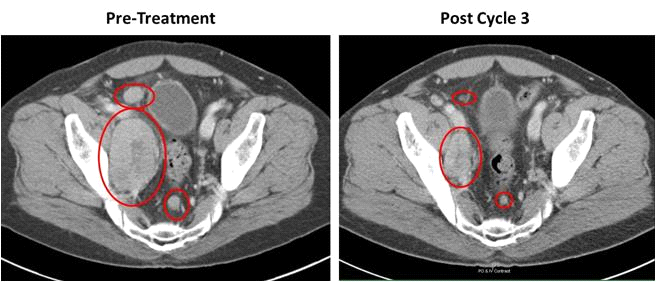 Pre-Treatment
Post Cycle 3
PO & IV Contrast